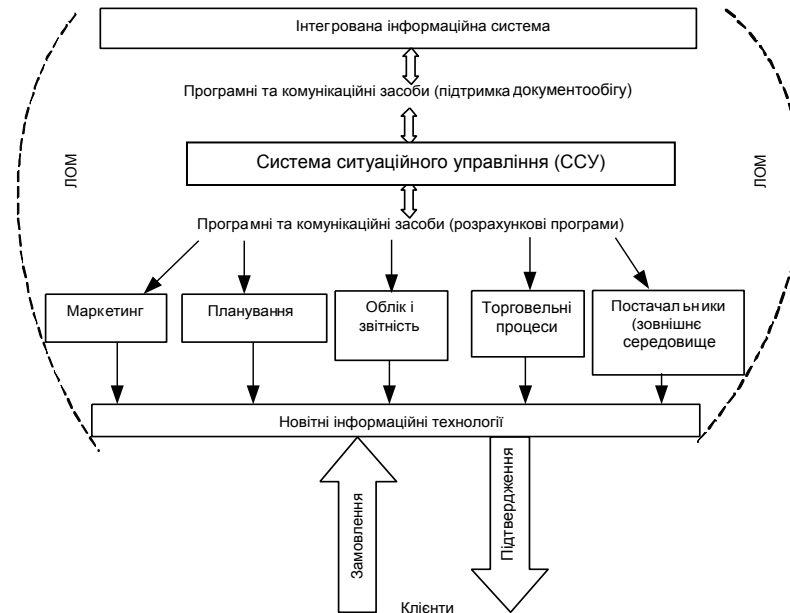 Інтегрована інформаційна система
Програмні та комунікаційні засоби (підтримка документообігу)
Система ситуаційного управління (ССУ)
ЛОМ
ЛОМ
Програмні та комунікаційні засоби (розрахункові програми)
Маркетинг
Планування
Облік і
звітність
Торговельні
процеси
Постачальники
(зовнішнє
середовище
Новітні інформаційні технології
Замовлення
Підтвердження
Клієнти